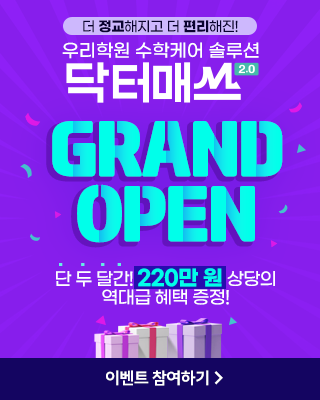 더 정교해지고 더 편리해진!
우리학원 수학케어 솔루션
닥터매쓰 2.0
GRAND
OPEN
단 두 달간! 220만 원 상당의
역대급 혜택 증정!
이벤트 참여하기 >